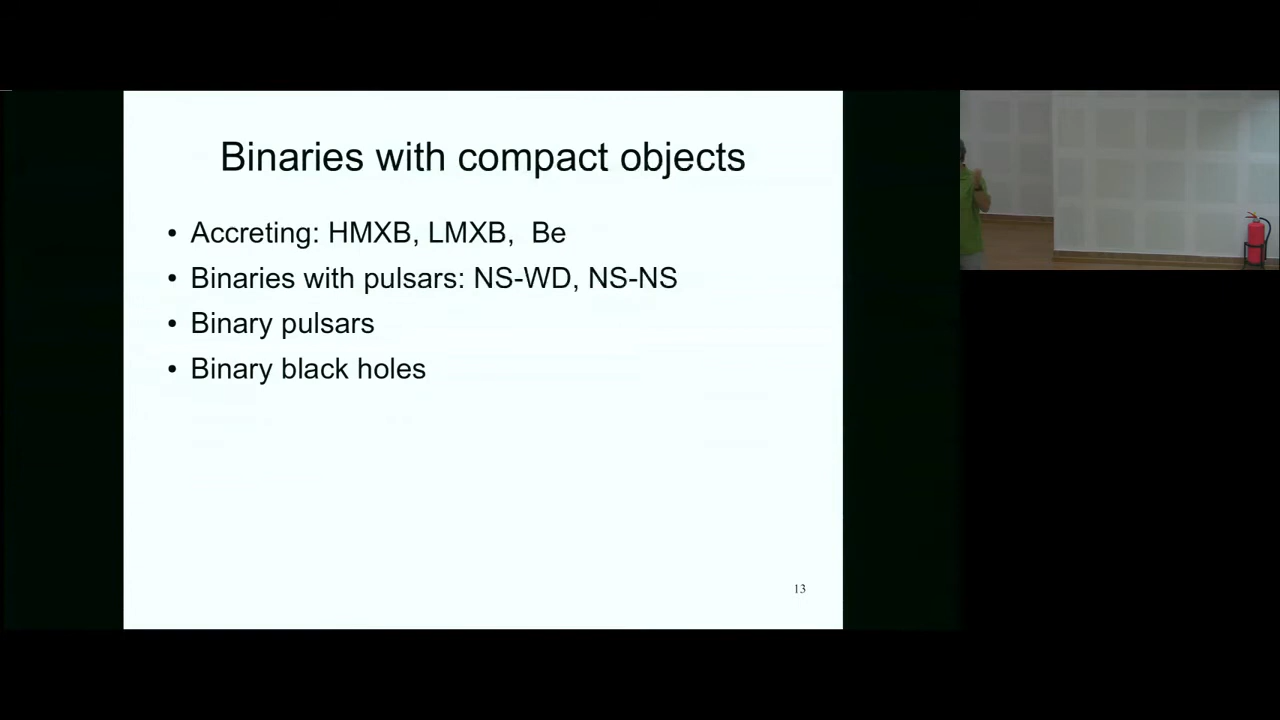 Binaries with compact objects
• Accreting: HMXB, LMXB, Be
• Binaries with pulsars: NS-WD, NS-NS
• Binary pulsars
• Binary black holes
13